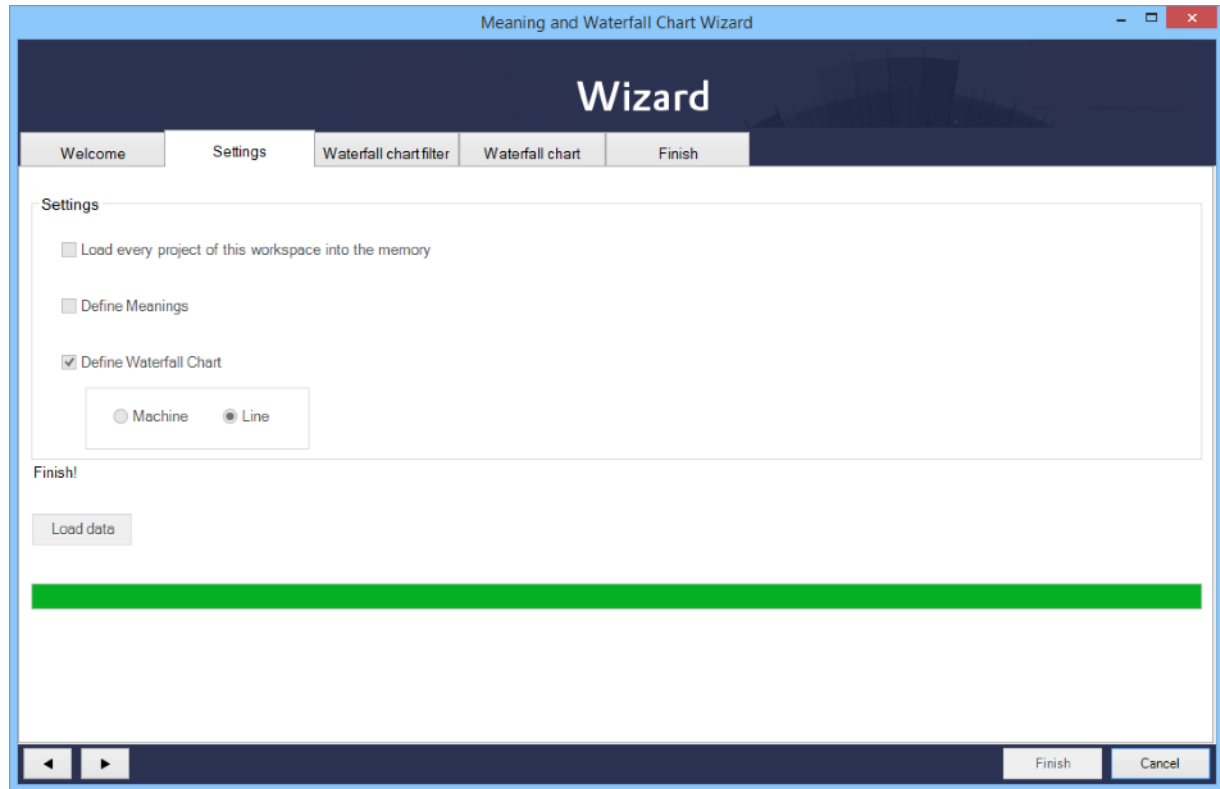 Meaning and Waterfall Chart Wizard
Wizard
Welcome Settings Waterfall chart filter Waterfall chart Finish
Settings
Load every project of this workspace into the memory
Define Meanings
Define Waterfall Chart
Machine Line
Finish!
Load data
Finish Cancel